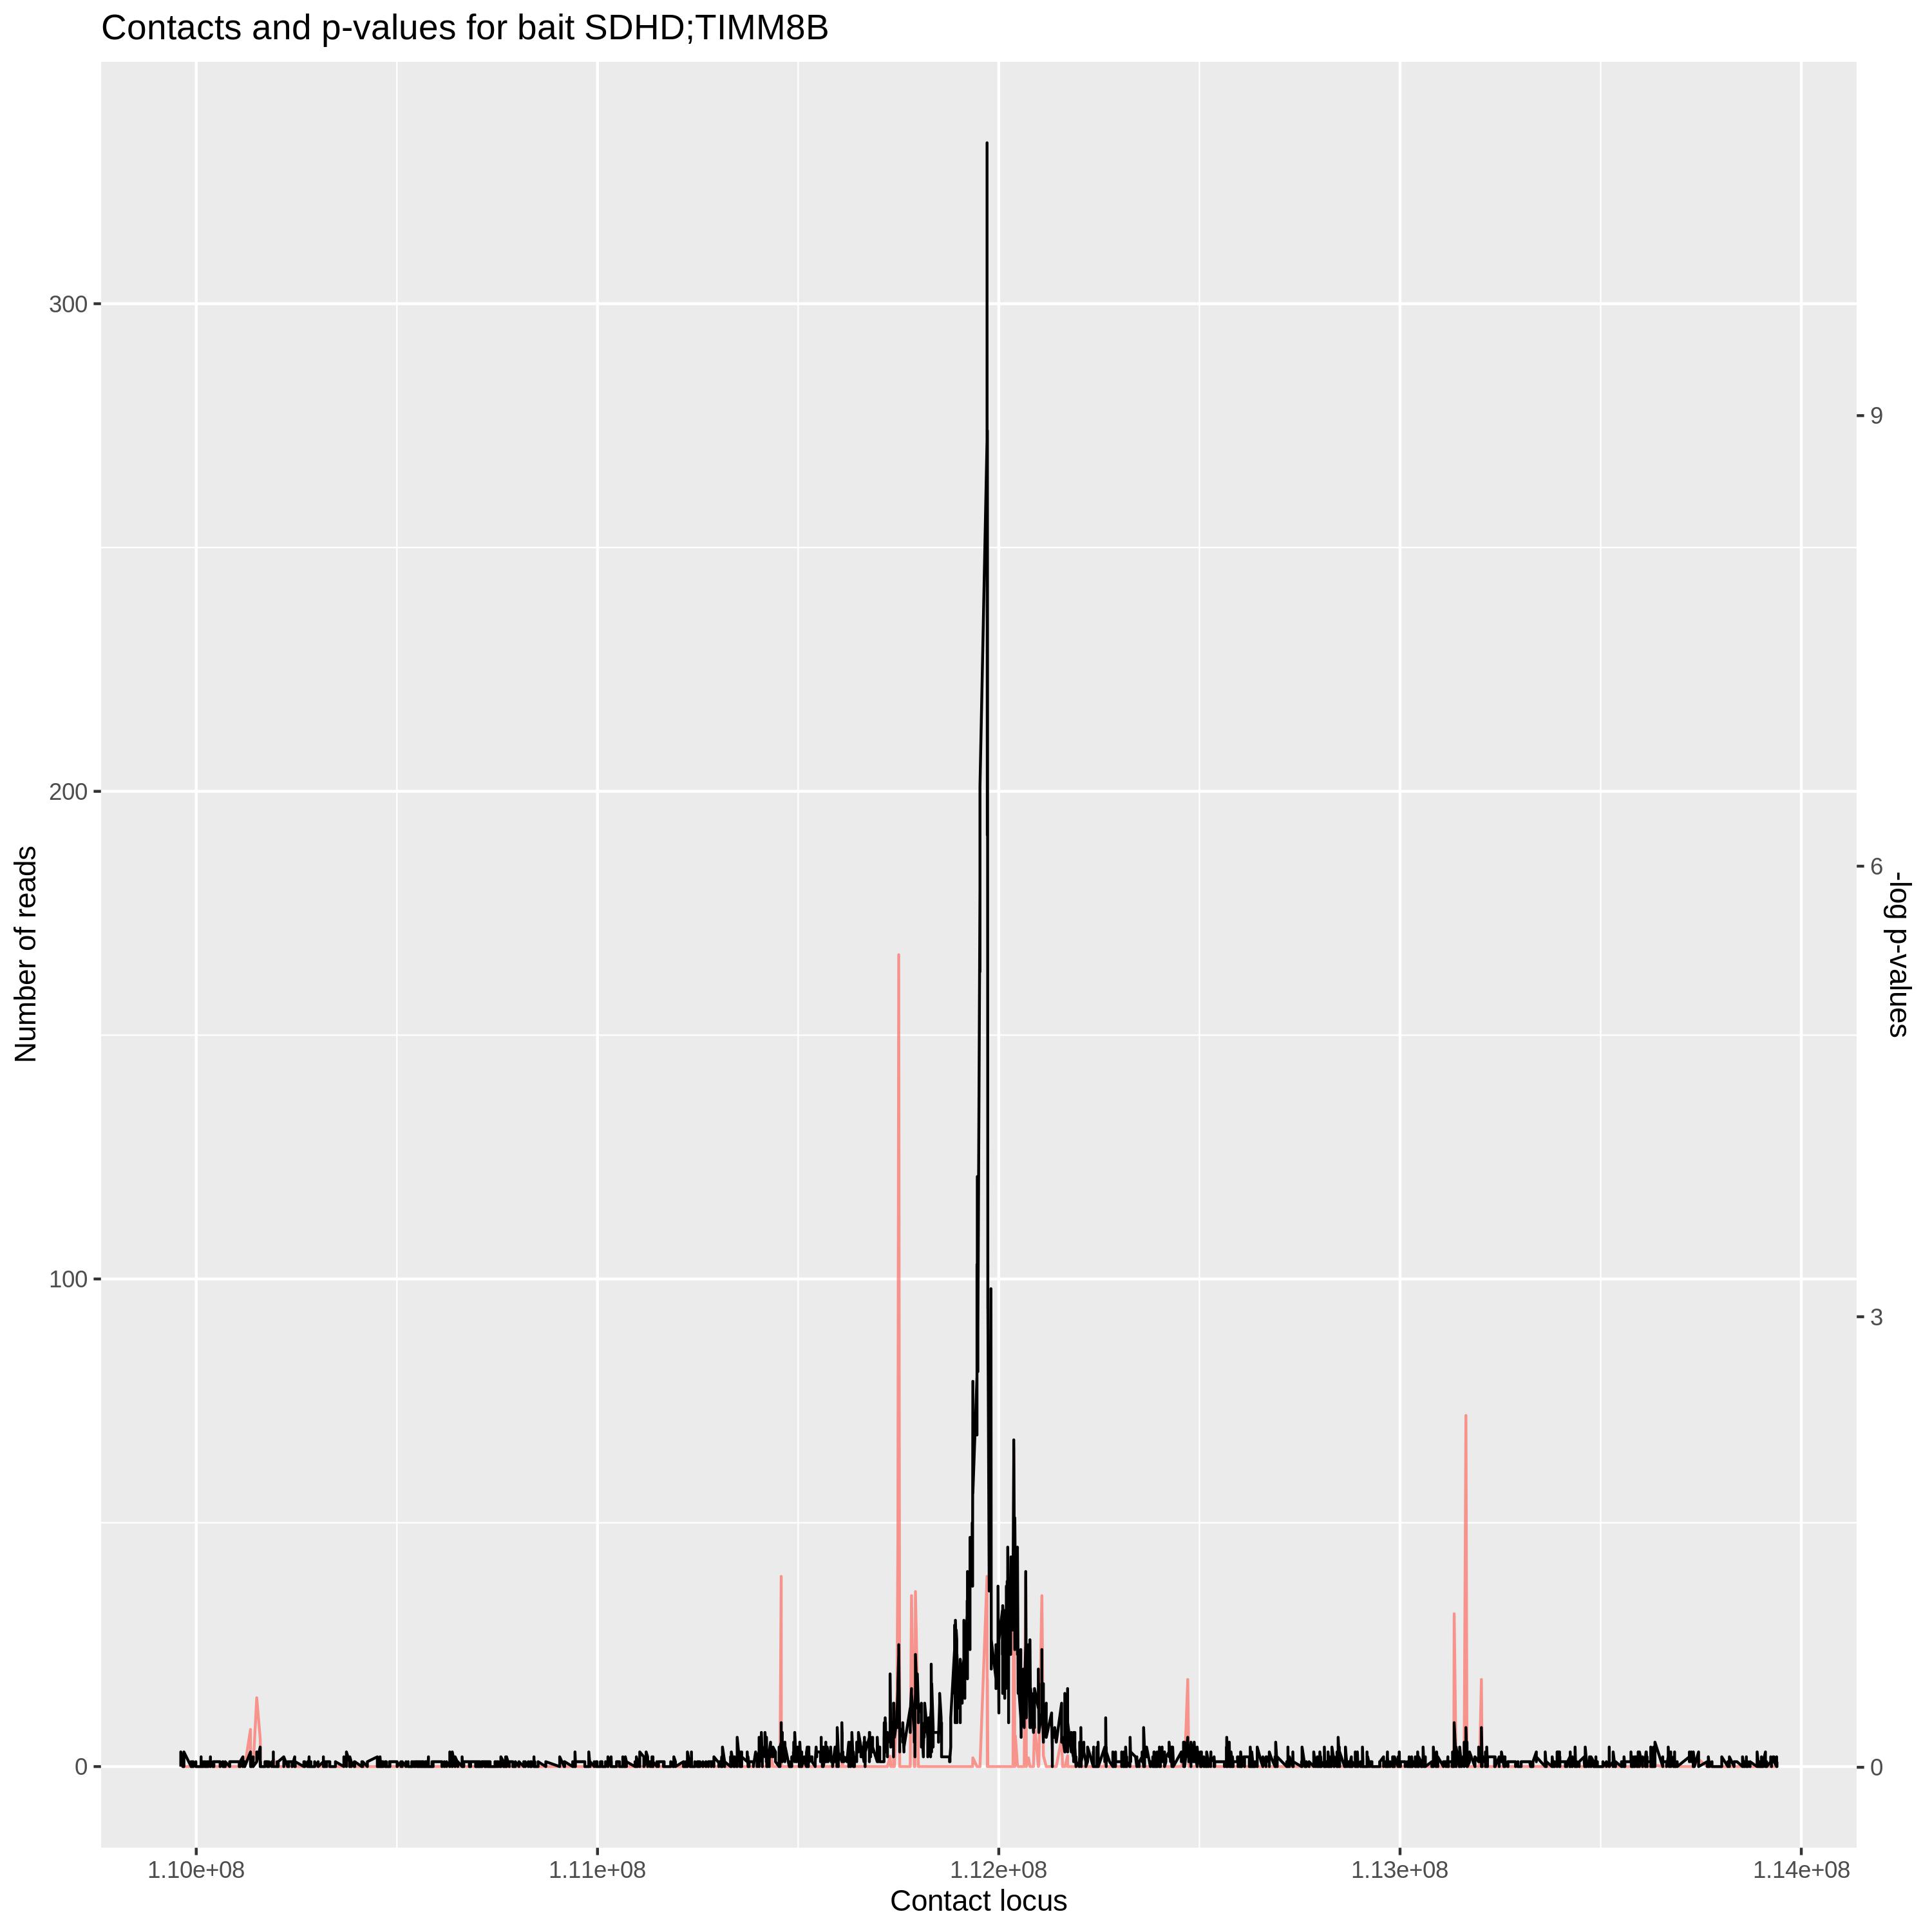 Contacts and p-values for bait SDHD;TIMM8B
300
200
100
0
Number of reads
9
6
3
0
-log p-values
1.10e+08
1.11e+08
1.12e+08
1.13e+08
1.14e+08
Contact locus